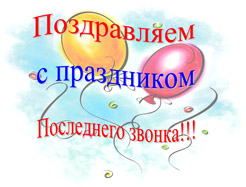 Поздравляем
с праздником
Последнего звонка!!!